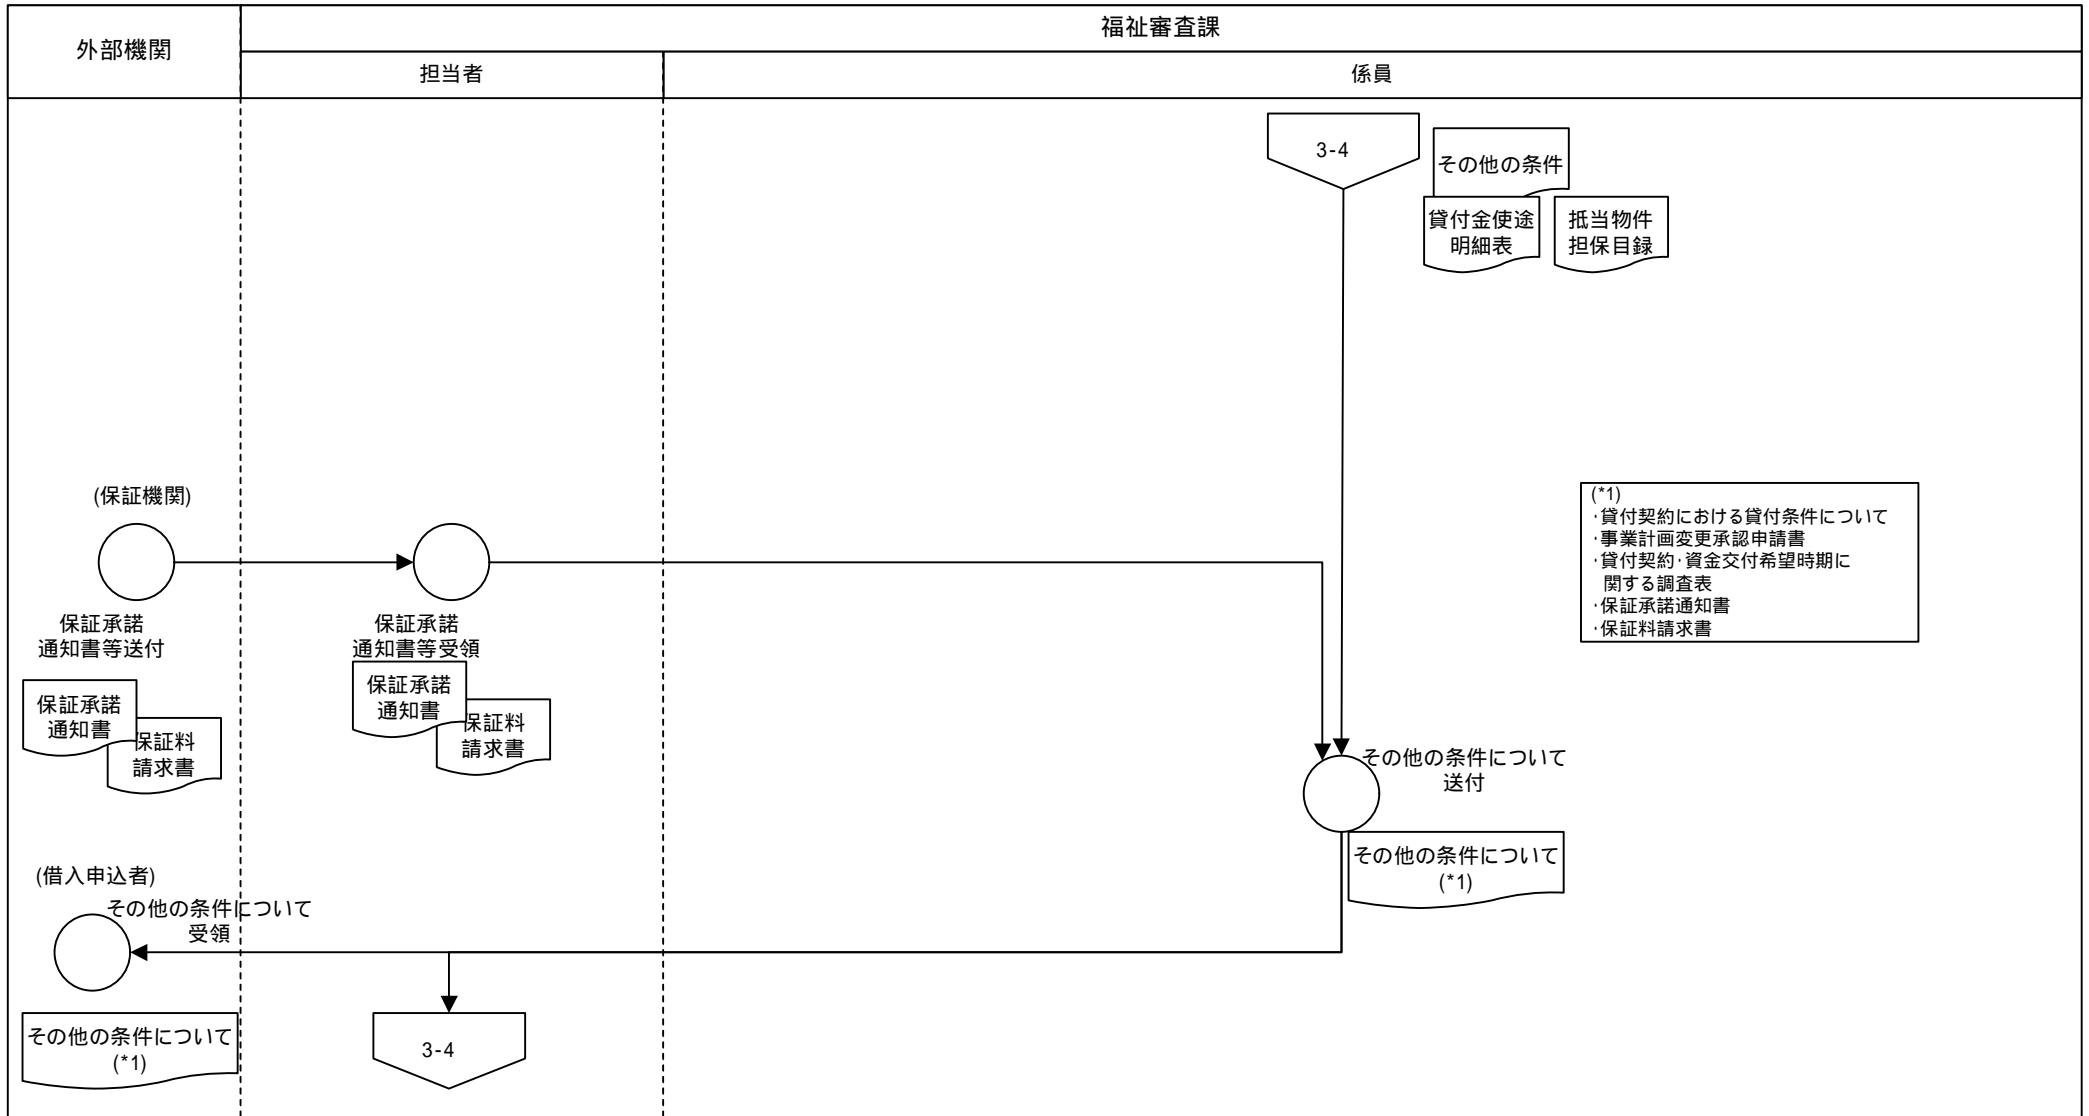 外部機関
福祉審査課
担当者
係員
3-4
その他の条件
貸付金使途
明細表
抵当物件
担保目録
(保証機関)
保証承諾
通知書等送付
保証承諾
通知書
保証料
請求書
保証承諾
通知書等受領
保証承諾
通知書
保証料
請求書
(*1)
・貸付契約における貸付条件について
・事業計画変更承認申請書
・貸付契約・資金交付希望時期に
関する調査表
・保証承諾通知書
・保証料請求書
その他の条件について
送付
その他の条件について
(*1)
(借入申込者)
その他の条件について
受領
その他の条件について
(*1)
3-4